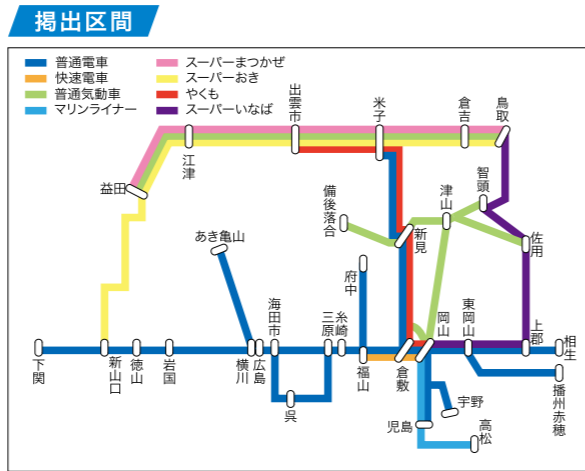 掲出区間
普通電車
快速電車
普通気動車
マリンライナー
スーパーまつかぜ
スーパーおき
やくも
スーパーいなば
出雲市
米子
倉吉
鳥取
江津
益田
智頭
津山
備後落合
新見
佐用
あき亀山
府中
海田市
三原
糸崎
岡山
東岡山
上郡
相生
下関
新山口
徳山
岩国
横川
広島
呉
福山
倉敷
児島
宇野
高松
播州赤穂